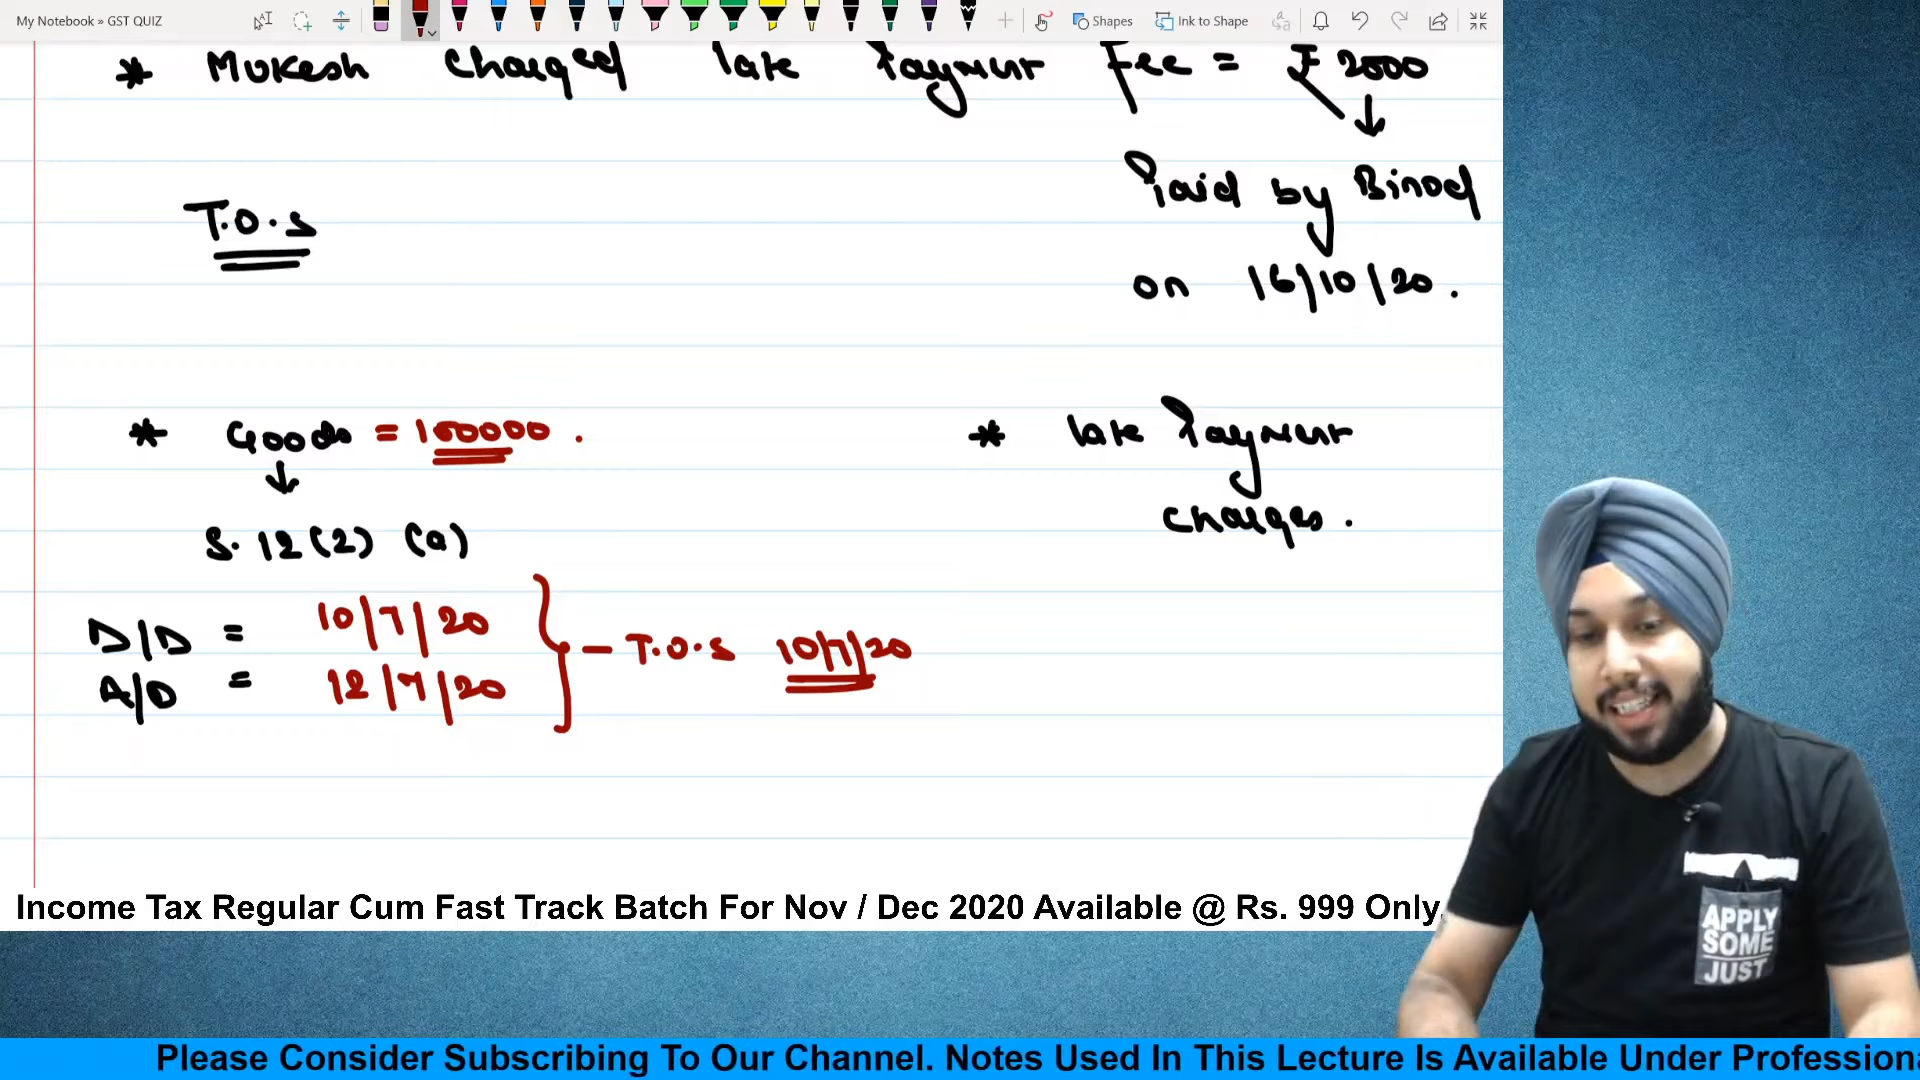 My Notebook » GST QUIZ
Shapes
Ink to Shape
* Mukesh charged late Payment Fee = ₹ 2000
↓
Paid by Binod
on 16/10/20.
T.O.S
* Goods = 100000.
↓
S. 12 (2) (a)
D/D = 10/7/20
A/D = 12/7/20
- T.O.S 10/7/20
* late Payment
charges.
APPLY
SOME
JUST
Income Tax Regular Cum Fast Track Batch For Nov / Dec 2020 Available @ Rs. 999 Only.
Please Consider Subscribing To Our Channel. Notes Used In This Lecture Is Available Under Profession